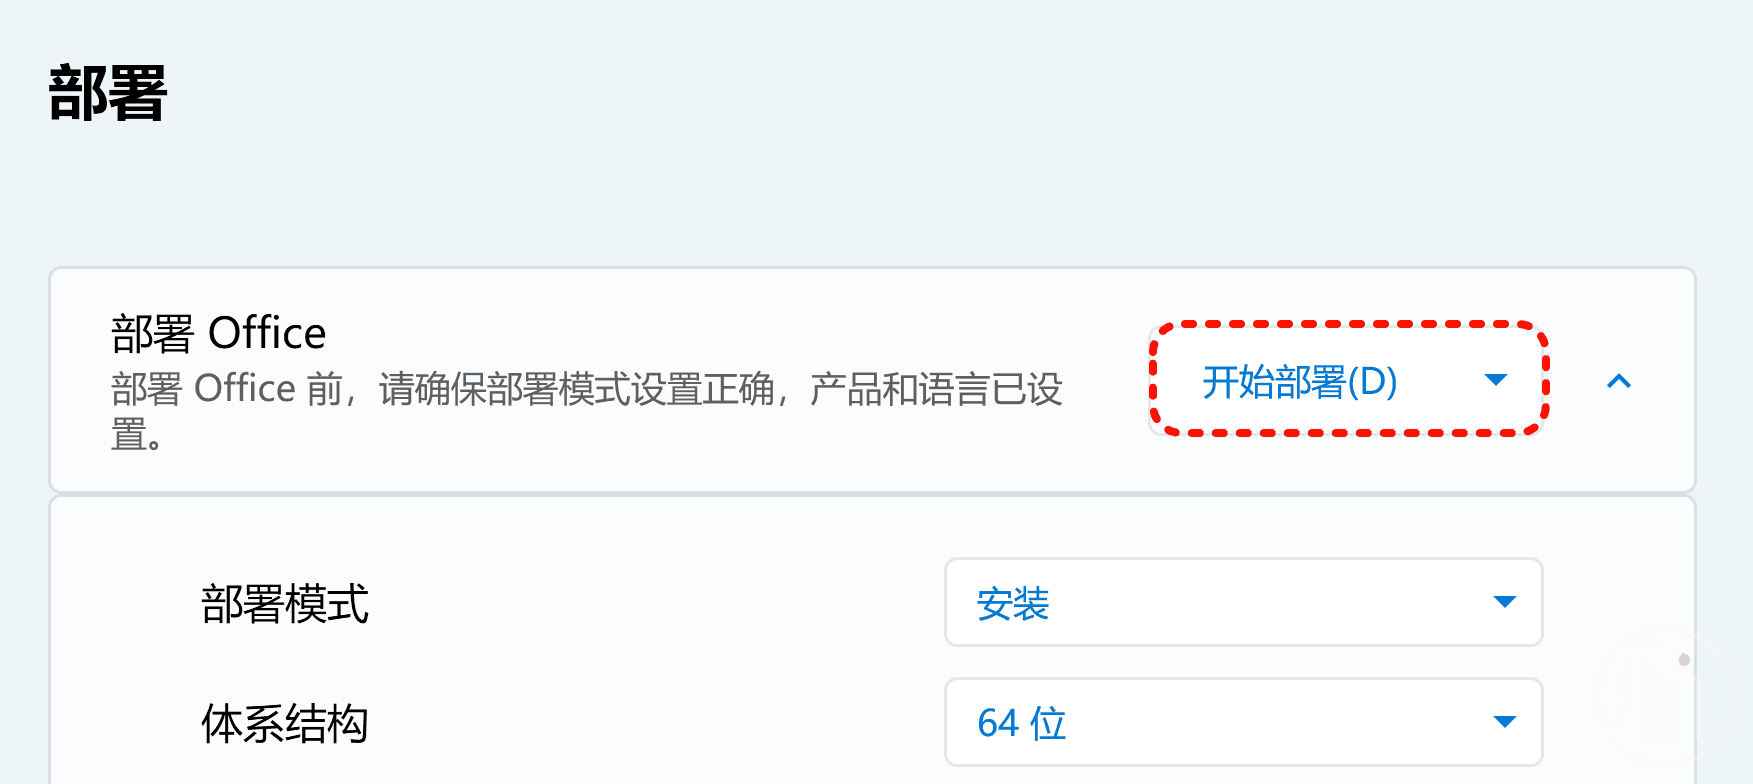 部署
部署 Office
部署 Office 前，请确保部署模式设置正确，产品和语言已设
置。
开始部署(D)
部署模式
安装
体系结构
64 位